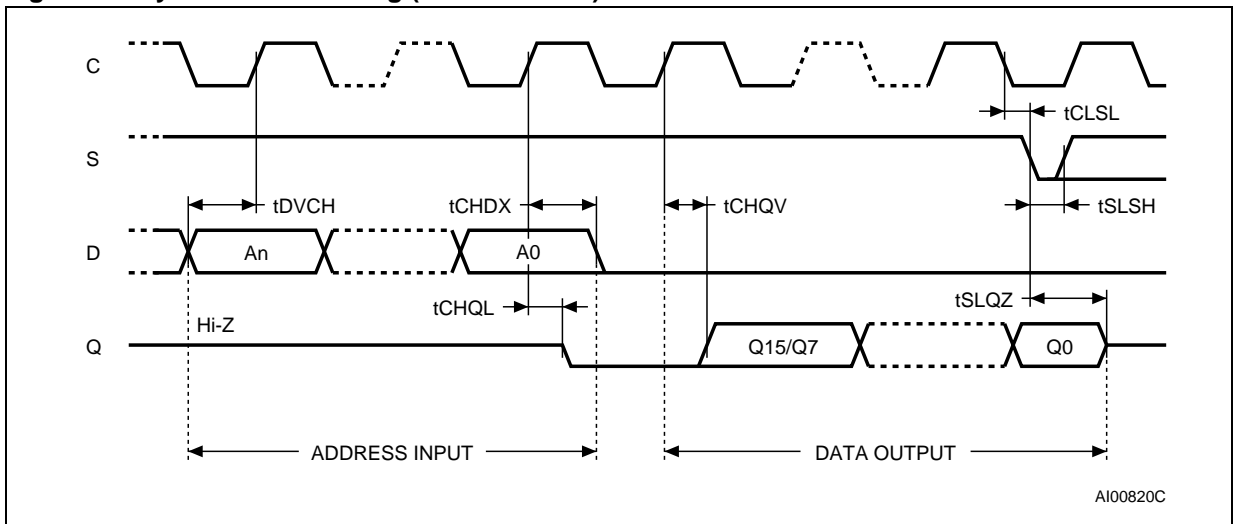 C
tCLSL
S
tDVCH
tCHDX
tCHQV
tSLSH
D
An
A0
tCHQL
tSLQZ
Hi-Z
Q
Q15/Q7
Q0
ADDRESS INPUT
DATA OUTPUT
AI00820C